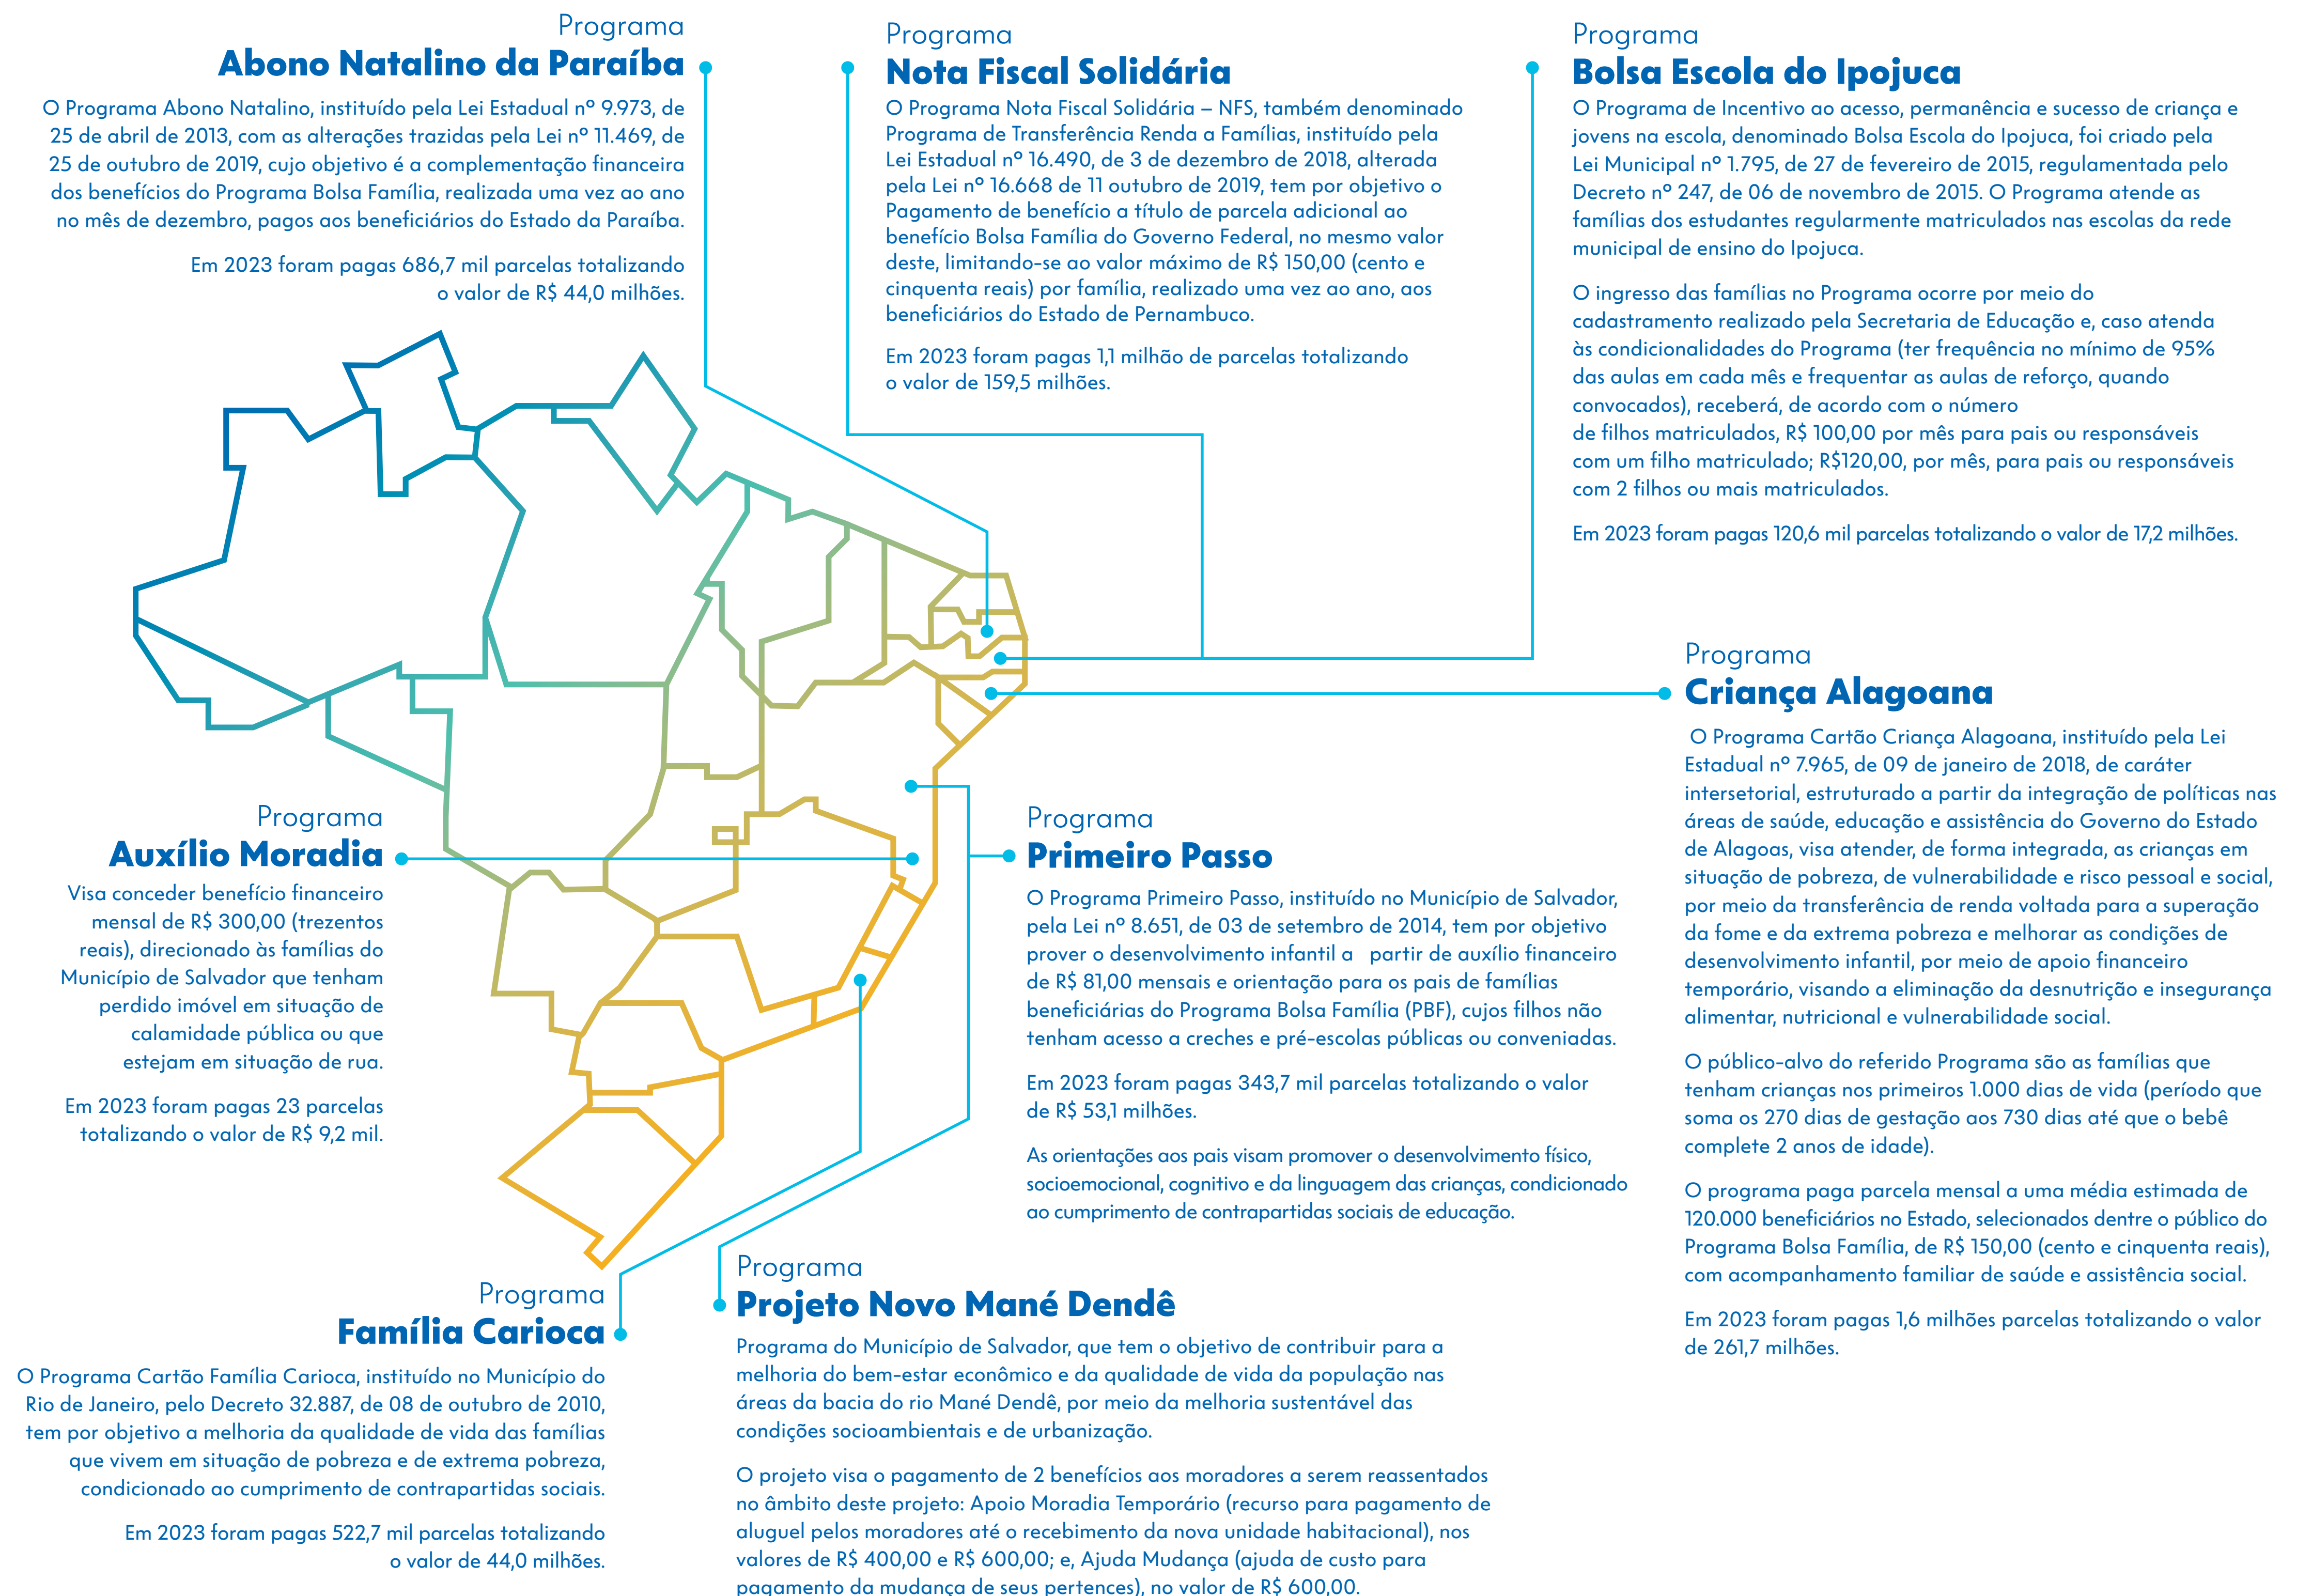 Programa
Abono Natalino da Paraíba
O Programa Abono Natalino, instituído pela Lei Estadual nº 9.973, de
25 de abril de 2013, com as alterações trazidas pela Lei nº 11.469, de
25 de outubro de 2019, cujo objetivo é a complementação financeira
dos benefícios do Programa Bolsa Família, realizada uma vez ao ano
no mês de dezembro, pagos aos beneficiários do Estado da Paraíba.
Em 2023 foram pagas 686,7 mil parcelas totalizando
o valor de R$ 44,0 milhões.
Programa
Nota Fiscal Solidária
O Programa Nota Fiscal Solidária – NFS, também denominado
Programa de Transferência Renda a Famílias, instituído pela
Lei Estadual nº 16.490, de 3 de dezembro de 2018, alterada
pela Lei nº 16.668 de 11 outubro de 2019, tem por objetivo o
Pagamento de benefício a título de parcela adicional ao
benefício Bolsa Família do Governo Federal, no mesmo valor
deste, limitando-se ao valor máximo de R$ 150,00 (cento e
cinquenta reais) por família, realizado uma vez ao ano, aos
beneficiários do Estado de Pernambuco.
Em 2023 foram pagas 1,1 milhão de parcelas totalizando
o valor de 159,5 milhões.
Programa
Bolsa Escola do Ipojuca
O Programa de Incentivo ao acesso, permanência e sucesso de criança e
jovens na escola, denominado Bolsa Escola do Ipojuca, foi criado pela
Lei Municipal nº 1.795, de 27 de fevereiro de 2015, regulamentada pelo
Decreto nº 247, de 06 de novembro de 2015. O Programa atende as
famílias dos estudantes regularmente matriculados nas escolas da rede
municipal de ensino do Ipojuca.
O ingresso das famílias no Programa ocorre por meio do
cadastramento realizado pela Secretaria de Educação e, caso atenda
às condicionalidades do Programa (ter frequência no mínimo de 95%
das aulas em cada mês e frequentar as aulas de reforço, quando
convocados), receberá, de acordo com o número
de filhos matriculados, R$ 100,00 por mês para pais ou responsáveis
com um filho matriculado; R$120,00, por mês, para pais ou responsáveis
com 2 filhos ou mais matriculados.
Em 2023 foram pagas 120,6 mil parcelas totalizando o valor de 17,2 milhões.
Programa
Criança Alagoana
O Programa Cartão Criança Alagoana, instituído pela Lei
Estadual nº 7.965, de 09 de janeiro de 2018, de caráter
intersetorial, estruturado a partir da integração de políticas nas
áreas de saúde, educação e assistência do Governo do Estado
de Alagoas, visa atender, de forma integrada, as crianças em
situação de pobreza, de vulnerabilidade e risco pessoal e social,
por meio da transferência de renda voltada para a superação
da fome e da extrema pobreza e melhorar as condições de
desenvolvimento infantil, por meio de apoio financeiro
temporário, visando a eliminação da desnutrição e insegurança
alimentar, nutricional e vulnerabilidade social.
O público-alvo do referido Programa são as famílias que
tenham crianças nos primeiros 1.000 dias de vida (período que
soma os 270 dias de gestação aos 730 dias até que o bebê
complete 2 anos de idade).
O programa paga parcela mensal a uma média estimada de
120.000 beneficiários no Estado, selecionados dentre o público do
Programa Bolsa Família, de R$ 150,00 (cento e cinquenta reais),
com acompanhamento familiar de saúde e assistência social.
Em 2023 foram pagas 1,6 milhões parcelas totalizando o valor
de 261,7 milhões.
Programa
Auxílio Moradia
Visa conceder benefício financeiro
mensal de R$ 300,00 (trezentos
reais), direcionado às famílias do
Município de Salvador que tenham
perdido imóvel em situação de
calamidade pública ou que
estejam em situação de rua.
Em 2023 foram pagas 23 parcelas
totalizando o valor de R$ 9,2 mil.
Programa
Primeiro Passo
O Programa Primeiro Passo, instituído no Município de Salvador,
pela Lei nº 8.651, de 03 de setembro de 2014, tem por objetivo
prover o desenvolvimento infantil a partir de auxílio financeiro
de R$ 81,00 mensais e orientação para os pais de famílias
beneficiárias do Programa Bolsa Família (PBF), cujos filhos não
tenham acesso a creches e pré-escolas públicas ou conveniadas.
Em 2023 foram pagas 343,7 mil parcelas totalizando o valor
de R$ 53,1 milhões.
As orientações aos pais visam promover o desenvolvimento físico,
socioemocional, cognitivo e da linguagem das crianças, condicionado
ao cumprimento de contrapartidas sociais de educação.
Programa
Família Carioca
O Programa Cartão Família Carioca, instituído no Município do
Rio de Janeiro, pelo Decreto 32.887, de 08 de outubro de 2010,
tem por objetivo a melhoria da qualidade de vida das famílias
que vivem em situação de pobreza e de extrema pobreza,
condicionado ao cumprimento de contrapartidas sociais.
Em 2023 foram pagas 522,7 mil parcelas totalizando
o valor de 44,0 milhões.
Programa
Projeto Novo Mané Dendê
Programa do Município de Salvador, que tem o objetivo de contribuir para a
melhoria do bem-estar econômico e da qualidade de vida da população nas
áreas da bacia do rio Mané Dendê, por meio da melhoria sustentável das
condições socioambientais e de urbanização.
O projeto visa o pagamento de 2 benefícios aos moradores a serem reassentados
no âmbito deste projeto: Apoio Moradia Temporário (recurso para pagamento de
aluguel pelos moradores até o recebimento da nova unidade habitacional), nos
valores de R$ 400,00 e R$ 600,00; e, Ajuda Mudança (ajuda de custo para
pagamento da mudança de seus pertences), no valor de R$ 600,00.